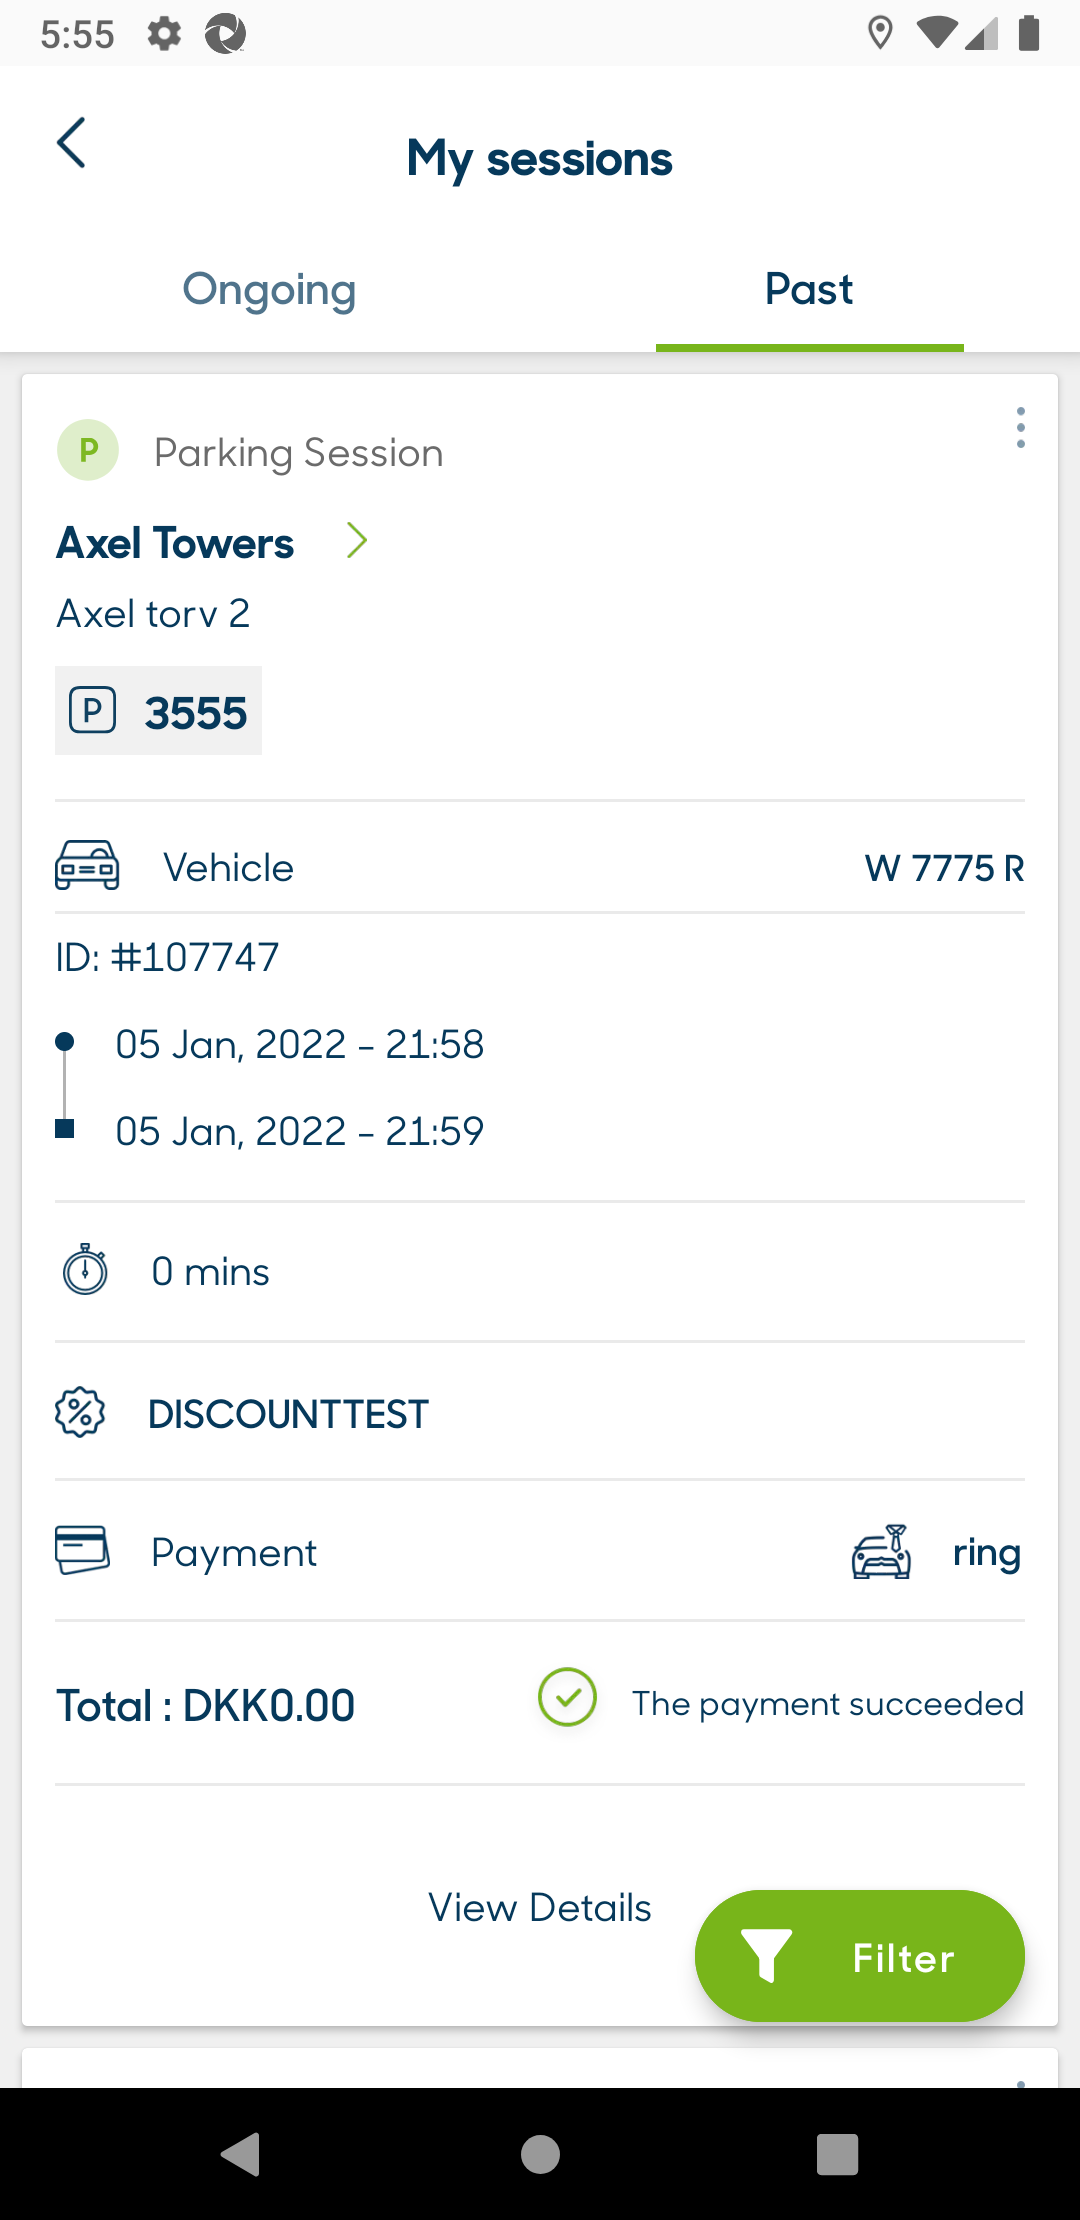 5:55
My sessions
Ongoing
Past
P
Parking Session
Axel Towers
Axel torv 2
P 3555
Vehicle
W 7775 R
ID: #107747
05 Jan, 2022 - 21:58
05 Jan, 2022 - 21:59
0 mins
DISCOUNTTEST
Payment
ring
Total : DKK0.00
The payment succeeded
View Details
Filter